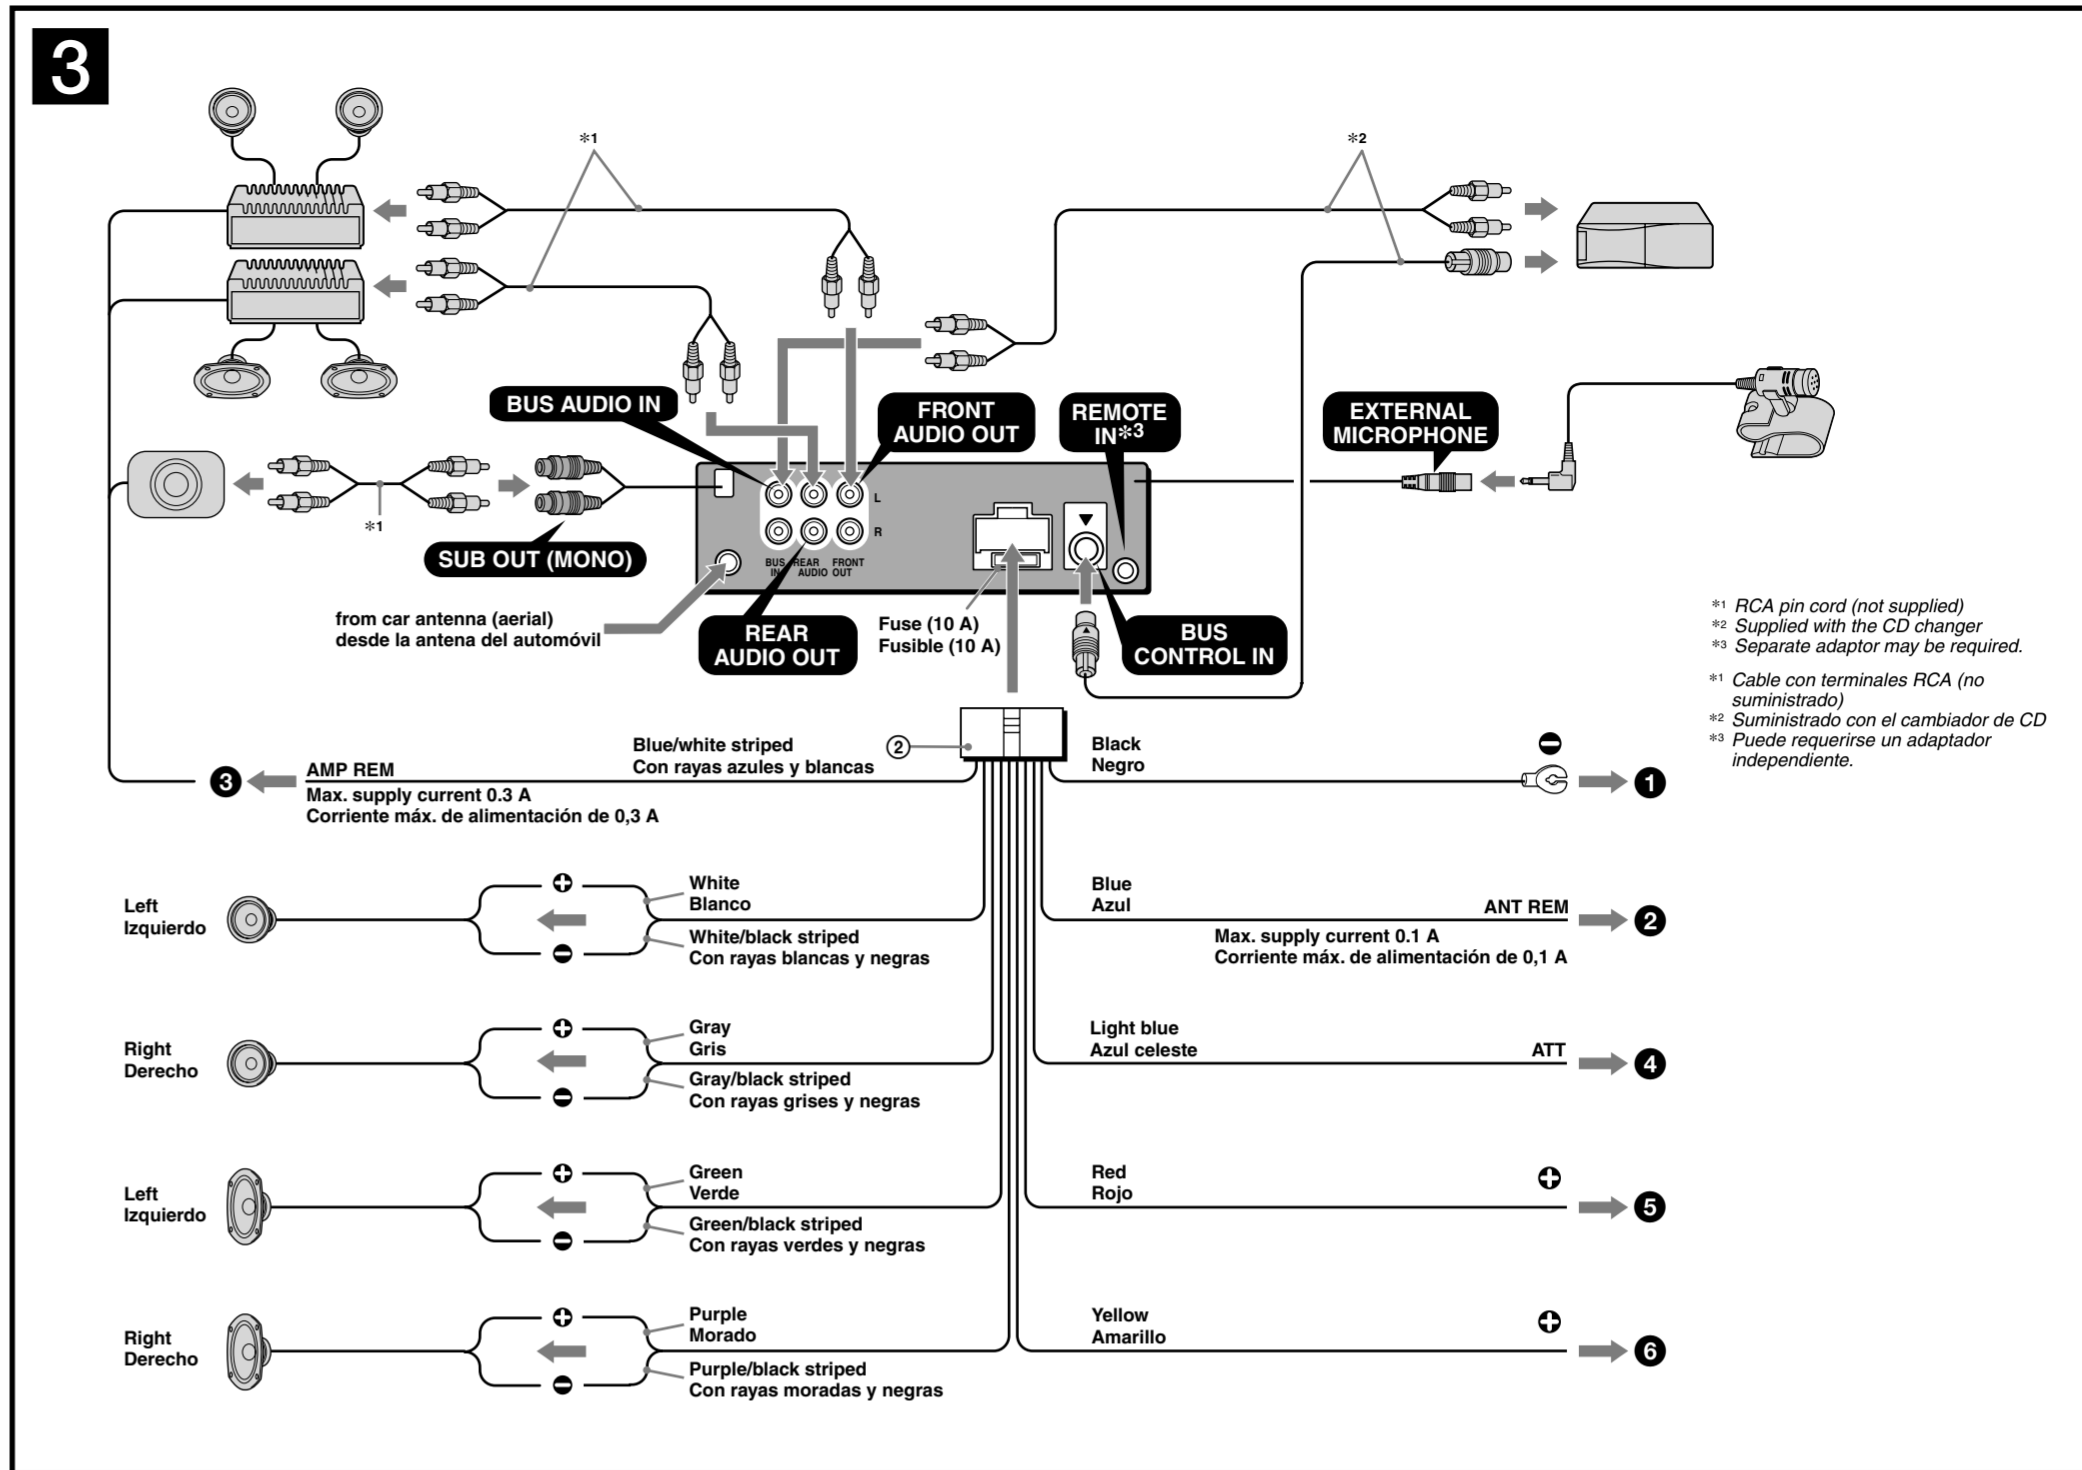 3
*1
*2
BUS AUDIO IN
FRONT
AUDIO OUT
REMOTE
IN*3
EXTERNAL
MICROPHONE
L
R
*1
SUB OUT (MONO)
BUS REAR FRONT
IN AUDIO OUT
from car antenna (aerial)
desde la antena del automóvil
REAR
AUDIO OUT
Fuse (10 A)
Fusible (10 A)
BUS
CONTROL IN
*1 RCA pin cord (not supplied)
*2 Supplied with the CD changer
*3 Separate adaptor may be required.
*1 Cable con terminales RCA (no
suministrado)
*2 Suministrado con el cambiador de CD
*3 Puede requerirse un adaptador
independiente.
Blue/white striped
Con rayas azules y blancas
2
Black
Negro
−
3
AMP REM
Max. supply current 0.3 A
Corriente máx. de alimentación de 0,3 A
1
Left
Izquierdo
+
−
White
Blanco
White/black striped
Con rayas blancas y negras
Blue
Azul
ANT REM
2
Max. supply current 0.1 A
Corriente máx. de alimentación de 0,1 A
Right
Derecho
+
−
Gray
Gris
Gray/black striped
Con rayas grises y negras
Light blue
Azul celeste
ATT
4
Left
Izquierdo
+
−
Green
Verde
Green/black striped
Con rayas verdes y negras
Red
Rojo
+
5
Right
Derecho
+
−
Purple
Morado
Purple/black striped
Con rayas moradas y negras
Yellow
Amarillo
+
6